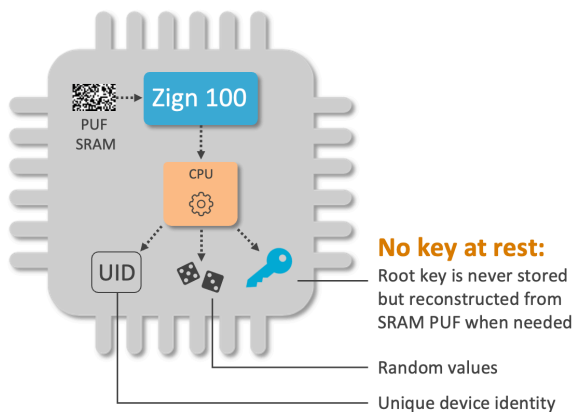 Zign 100
PUF
SRAM
CPU
UID
No key at rest:
Root key is never stored
but reconstructed from
SRAM PUF when needed
Random values
Unique device identity